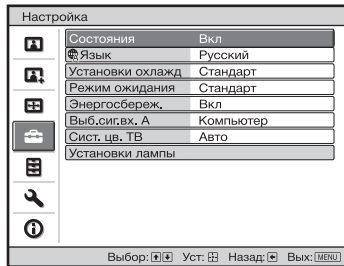 Настройка
Состояния Вкл
Язык Русский
Установки охлажд Стандарт
Режим ожидания Стандарт
Энергосбереж. Вкл
Выб.сиг.вх. А Компьютер
Сист. цв. ТВ Авто
Установки лампы
Выбор: Уст: Назад: Вых: MENU